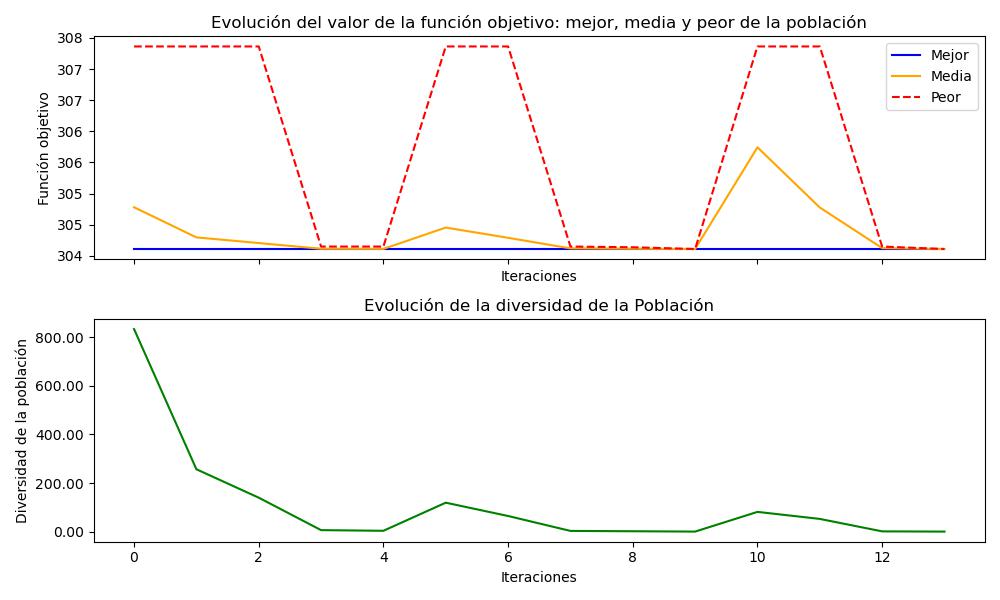 Evolución del valor de la función objetivo: mejor, media y peor de la población
308
307
307
306
306
305
305
304
Función objetivo
Mejor
Media
Peor
Iteraciones
Evolución de la diversidad de la Población
800.00
600.00
400.00
200.00
0.00
Diversidad de la población
0 2 4 6 8 10 12
Iteraciones